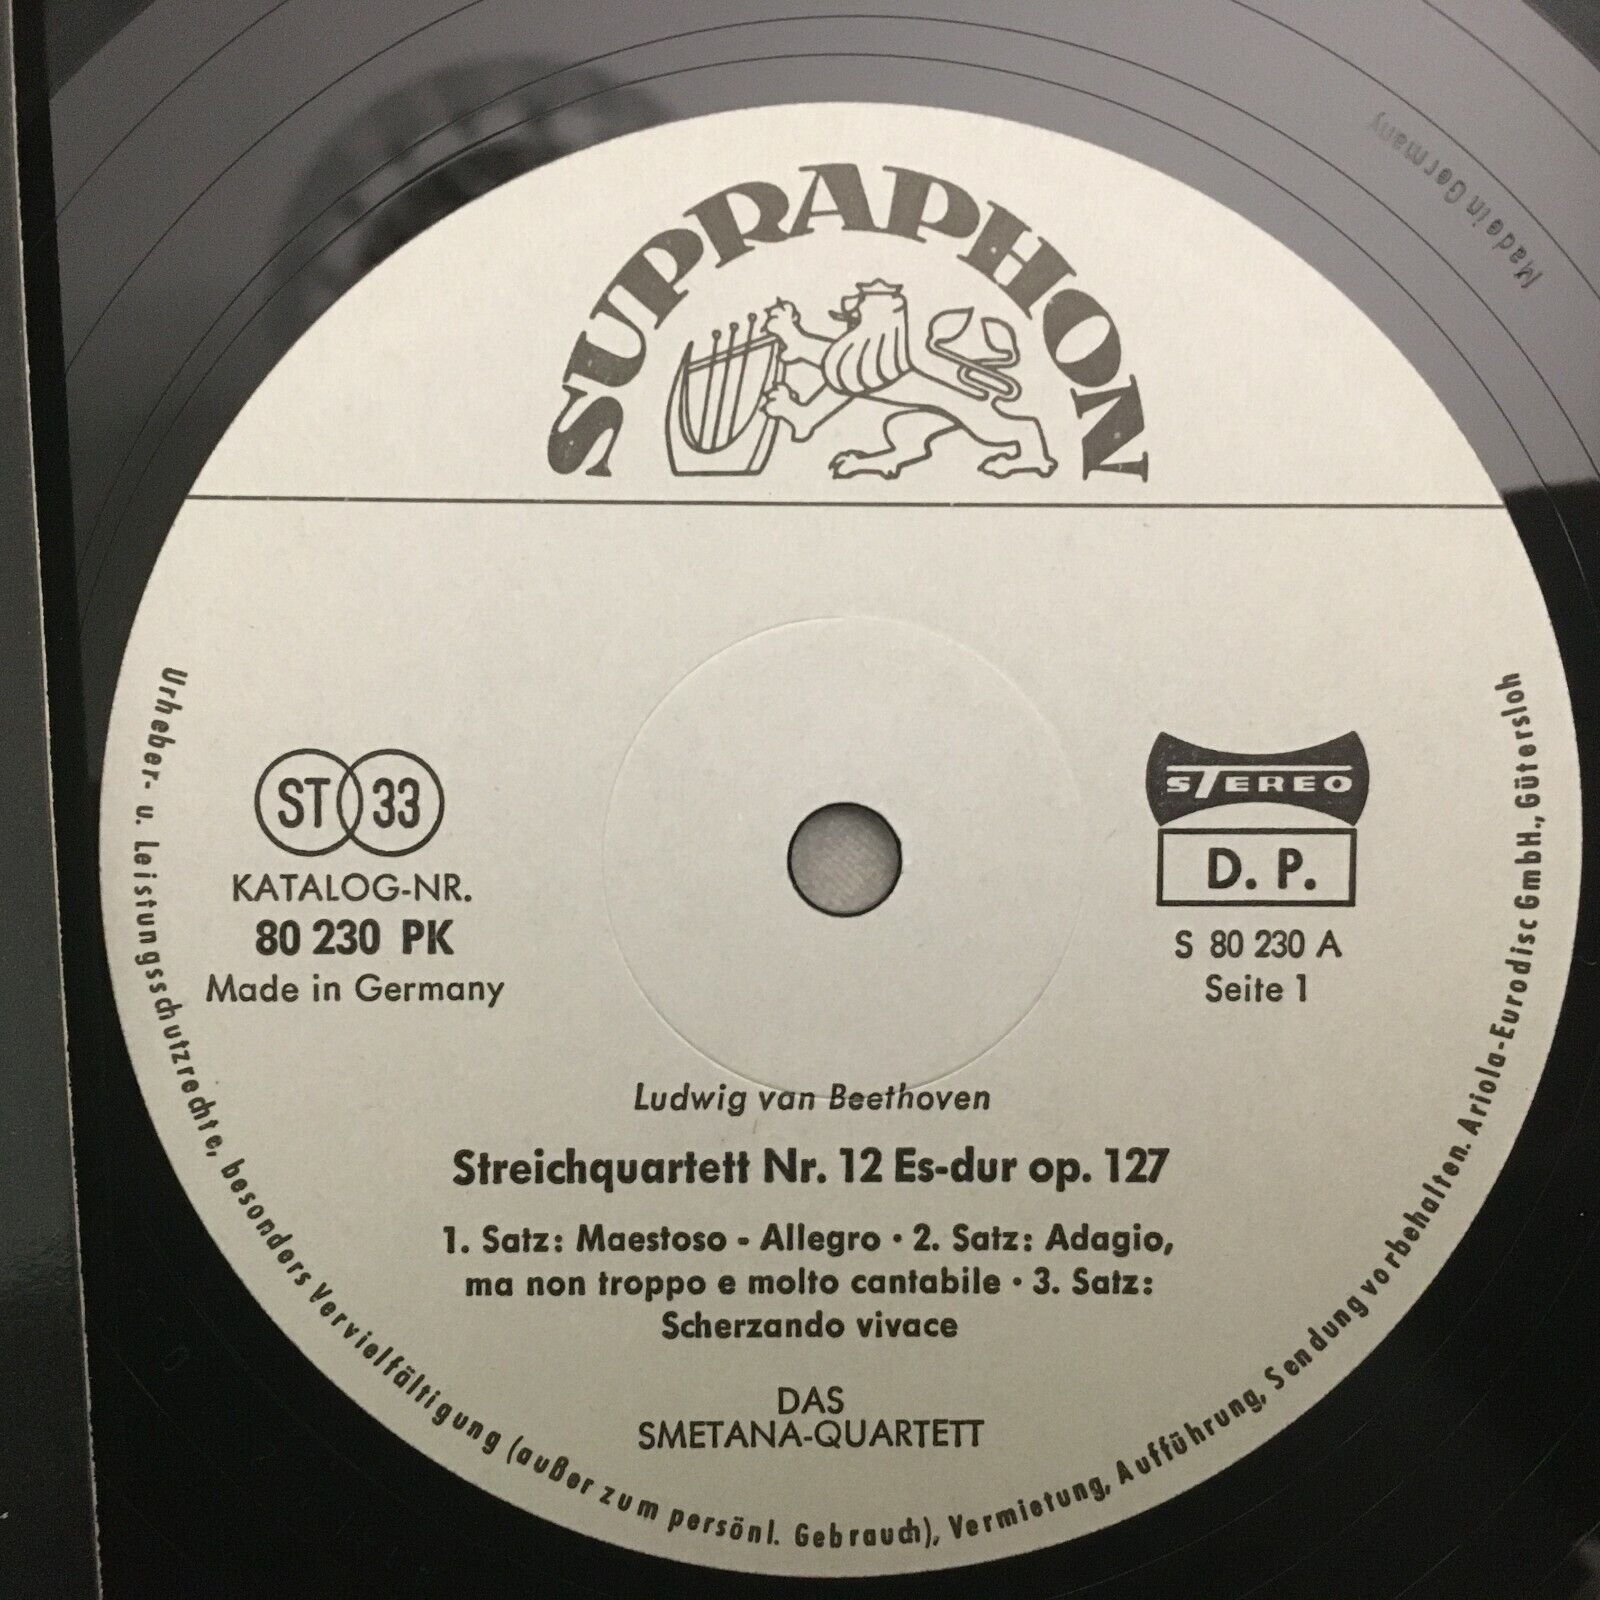 Made in Germany
SUPRAPHON
ST 33
KATALOG-NR.
80 230 PK
Made in Germany
STEREO
D. P.
S 80 230 A
Seite 1
Ludwig van Beethoven
Streichquartett Nr. 12 Es-dur op. 127
1. Satz: Maestoso - Allegro · 2. Satz: Adagio,
ma non troppo e molto cantabile · 3. Satz:
Scherzando vivace
DAS
SMETANA-QUARTETT
Urheber- u. Leistungsschutzrechte, besonders Vervielfältigung (außer zum persönl. Gebrauch), Vermietung, Aufführung, Sendung vorbehalten. Ariola-Eurodisc GmbH., Gütersloh